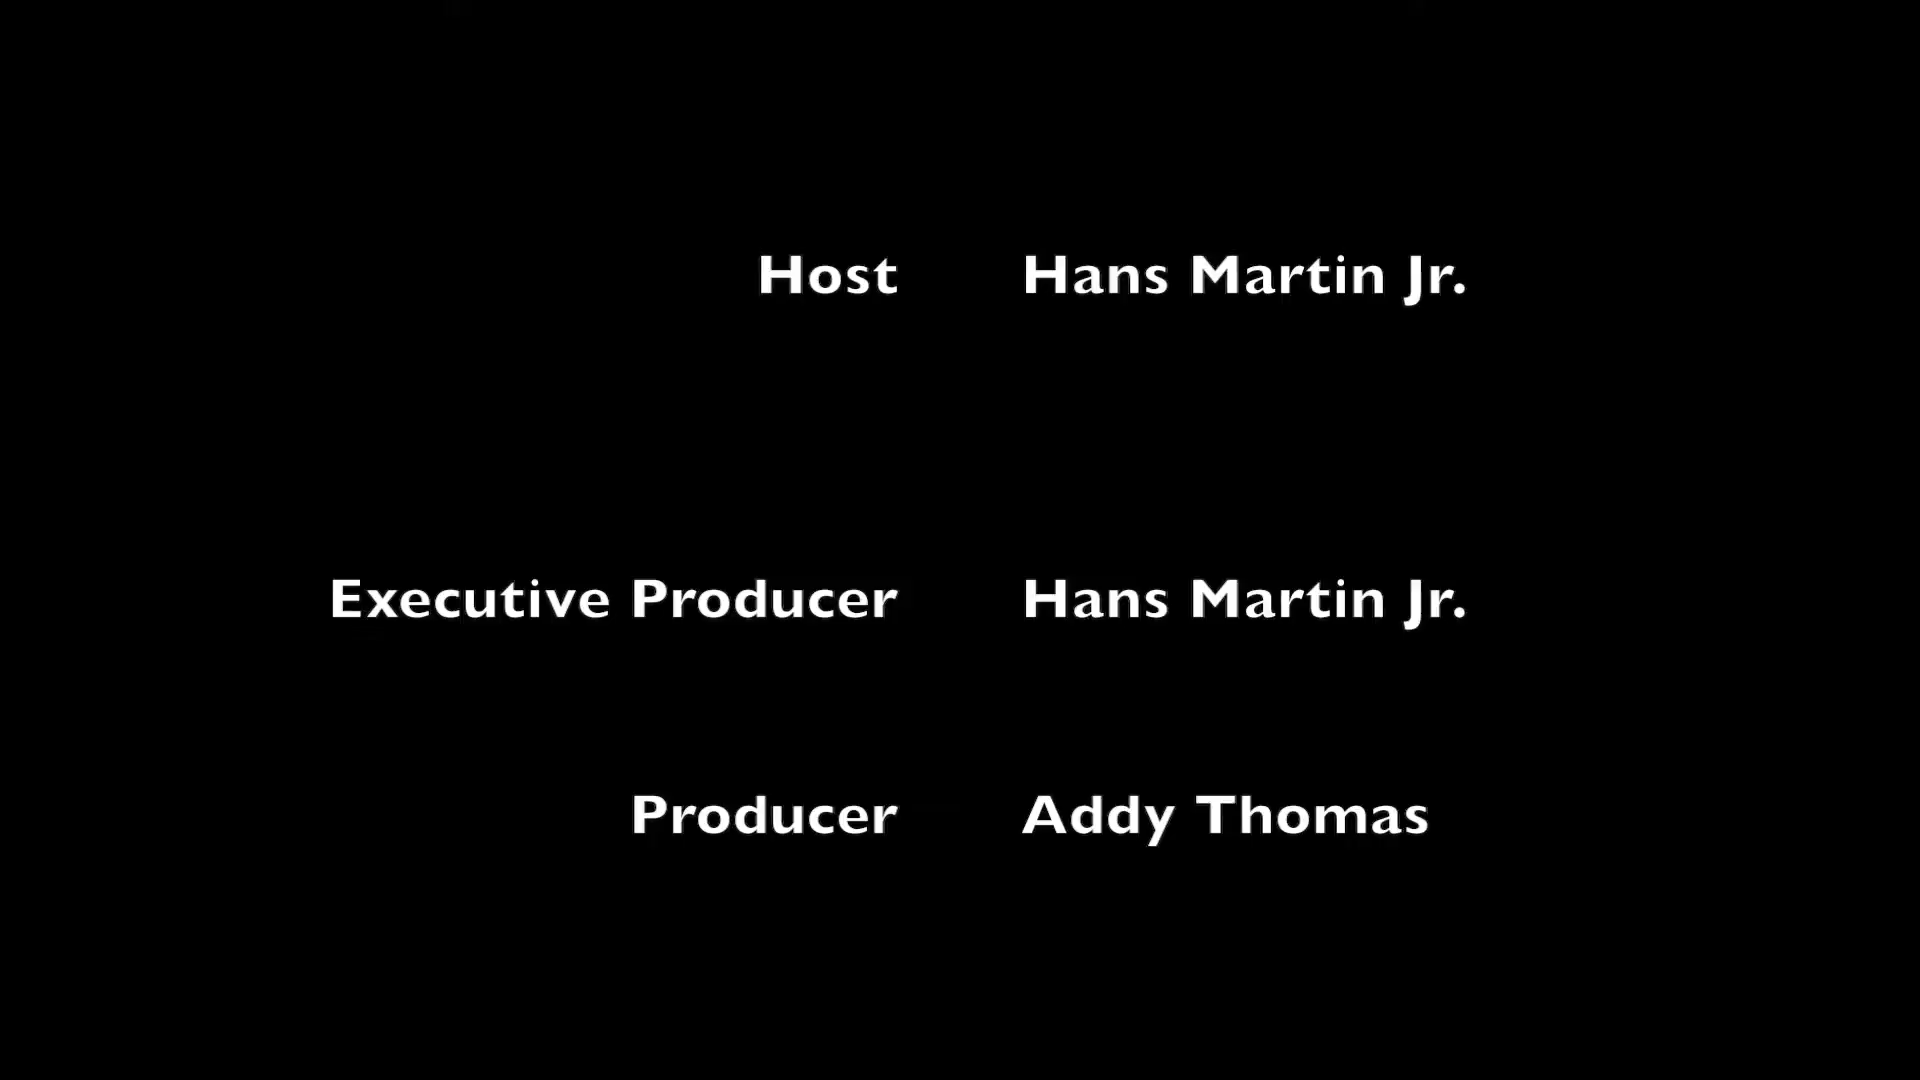 Host Hans Martin Jr.
Executive Producer Hans Martin Jr.
Producer Addy Thomas